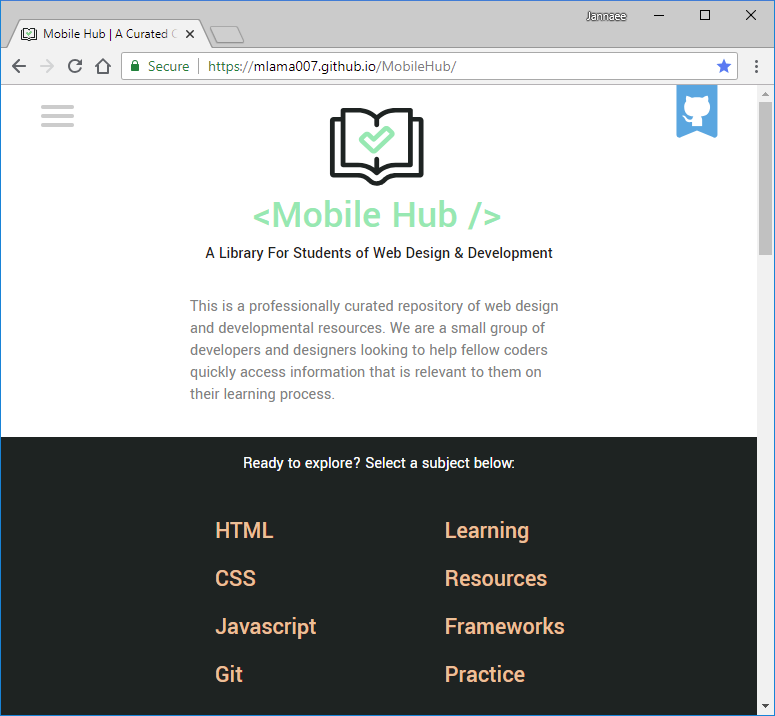 Jannaee
Mobile Hub | A Curated C
Secure | https://mlama007.github.io/MobileHub/
<Mobile Hub />
A Library For Students of Web Design & Development
This is a professionally curated repository of web design
and developmental resources. We are a small group of
developers and designers looking to help fellow coders
quickly access information that is relevant to them on
their learning process.
Ready to explore? Select a subject below:
HTML
Learning
CSS
Resources
Javascript
Frameworks
Git
Practice